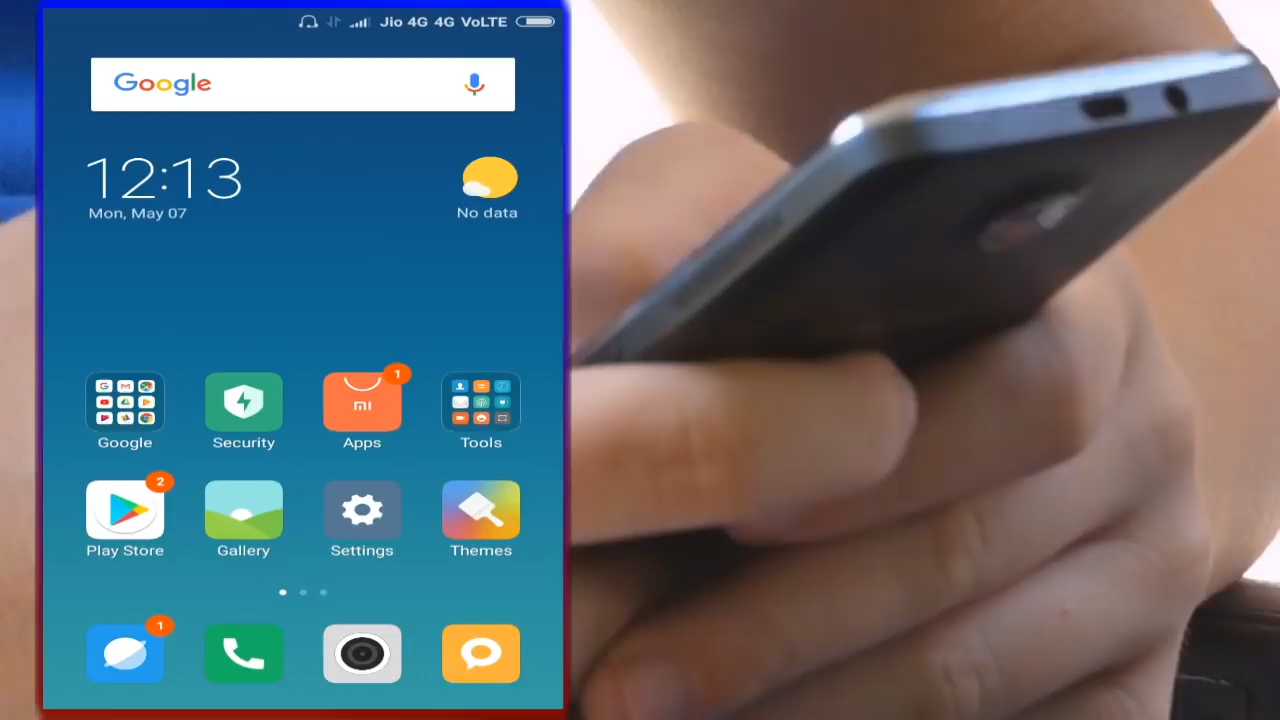 Jio 4G 4G VoLTE
Google
12:13
Mon, May 07
No data
1
mi
Google
Security
Apps
Tools
2
Play Store
Gallery
Settings
Themes
1